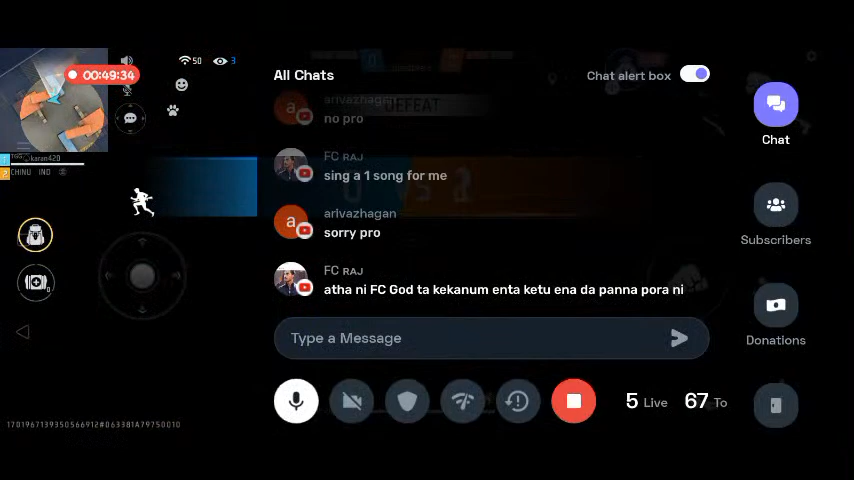 00:49:34
50
3
karan420
CHINU IND
All Chats
Chat alert box
arivazhagan
DEFEAT
no pro
FC RAJ
sing a 1 song for me
a
arivazhagan
sorry pro
FC RAJ
atha ni FC God ta kekanum enta ketu ena da panna pora ni
Type a Message
Chat
Subscribers
Donations
5 Live
67 To